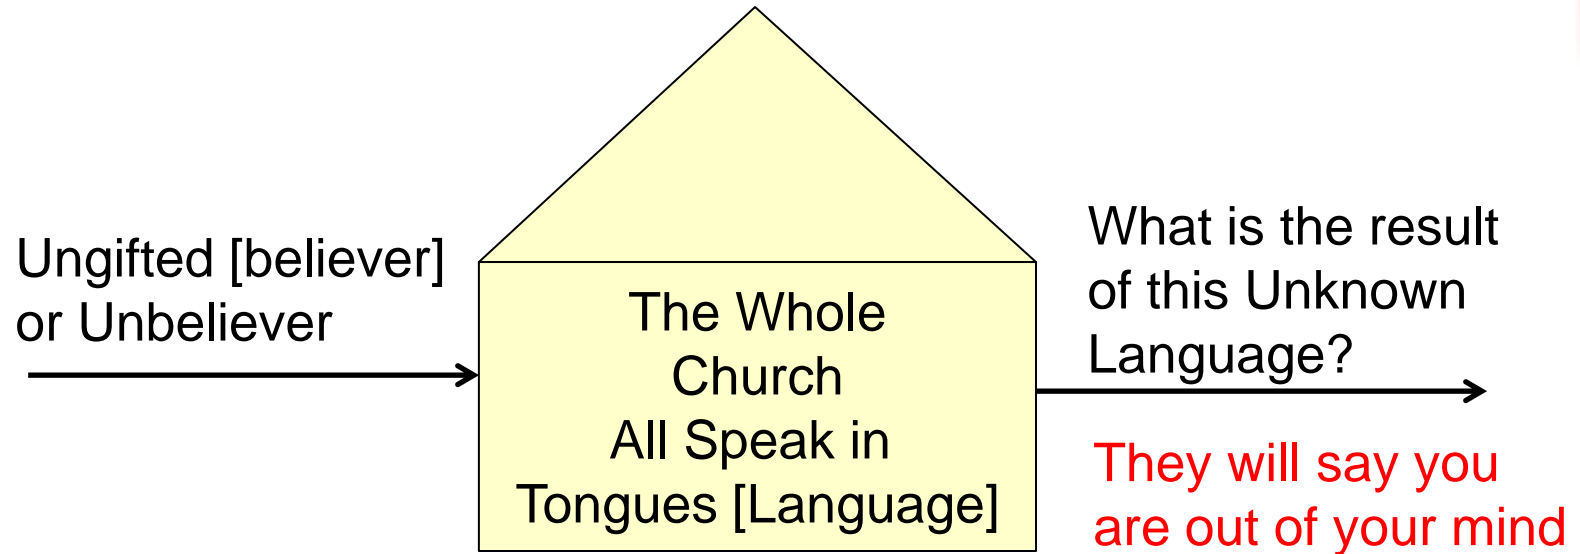 Ungifted [believer]
or Unbeliever
The Whole
Church
All Speak in
Tongues [Language]
What is the result
of this Unknown
Language?
They will say you
are out of your mind